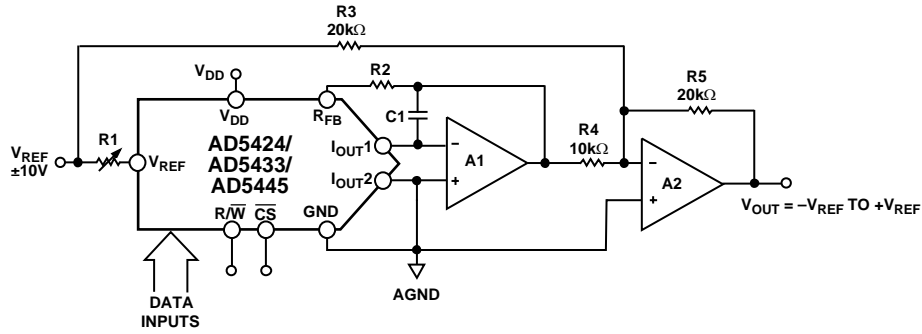 R3
20kΩ
V_DD
R2
R5
20kΩ
V_DD
R_FB
C1
R1
AD5424/
AD5433/
AD5445
I_OUT1
R4
10kΩ
V_REF
±10V
V_REF
A1
I_OUT2
A2
R/W̅ C̅S̅ GND
V_OUT = –V_REF TO +V_REF
AGND
DATA
INPUTS